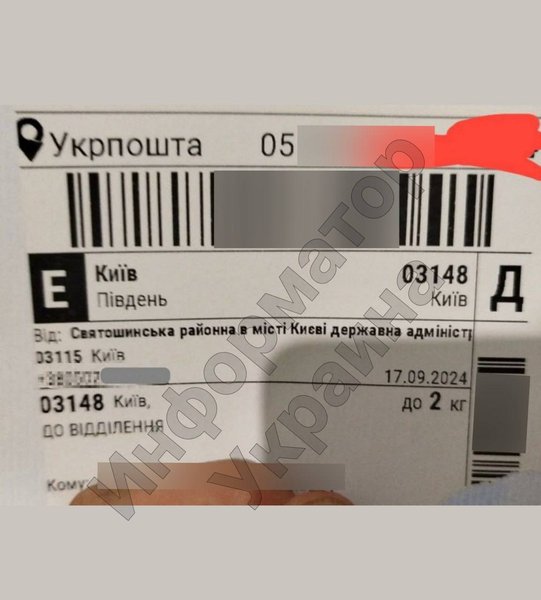 Укрпошта 05
Е Київ 03148 Д
Південь Київ
Від: Святошинська районна в місті Києві державна адміністр
03115 Київ
17.09.2024
03148 Київ, до 2 кг
ДО ВІДДІЛЕННЯ
Кому:
Информатор
Украина